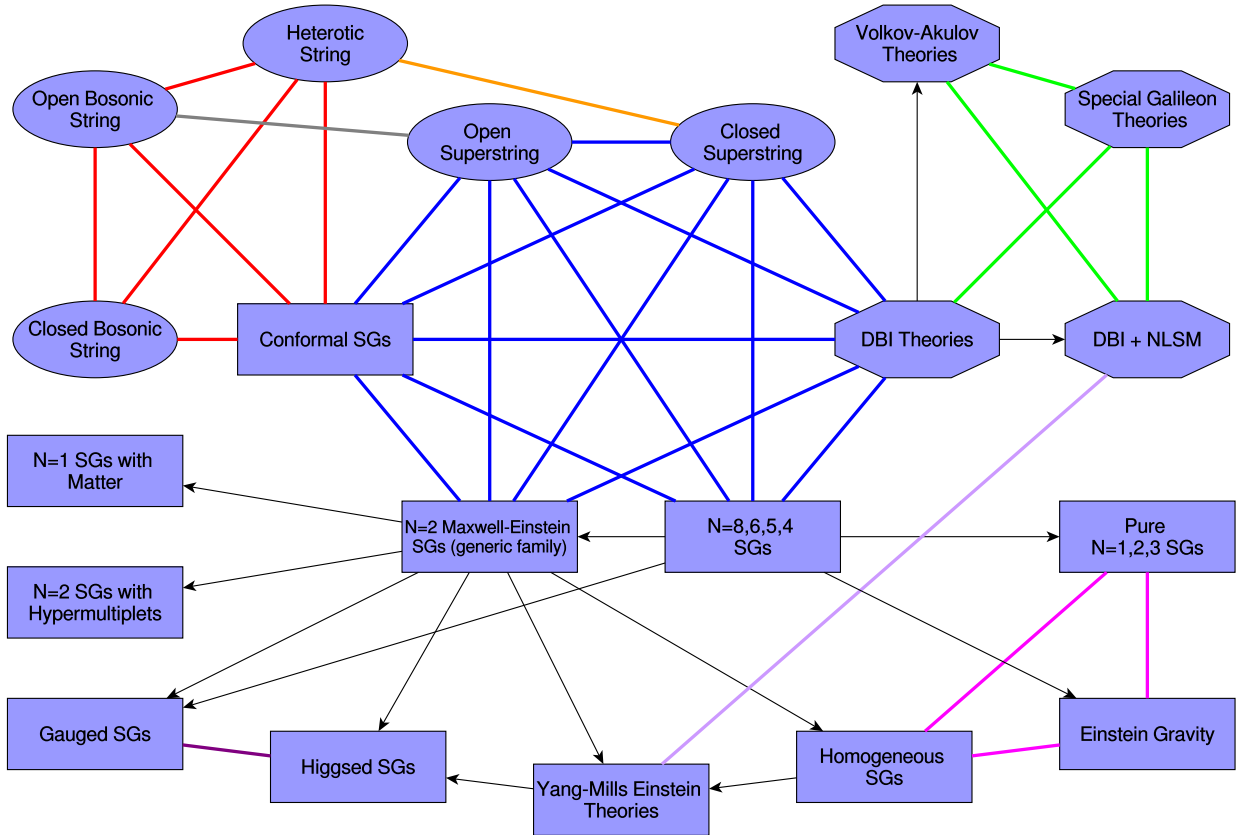 Heterotic
String
Volkov-Akulov
Theories
Open Bosonic
String
Special Galileon
Theories
Open
Superstring
Closed
Superstring
Closed Bosonic
String
Conformal SGs
DBI Theories
DBI + NLSM
N=1 SGs with
Matter
N=2 Maxwell-Einstein
SGs (generic family)
N=8,6,5,4
SGs
Pure
N=1,2,3 SGs
N=2 SGs with
Hypermultiplets
Gauged SGs
Higgsed SGs
Yang-Mills Einstein
Theories
Homogeneous
SGs
Einstein Gravity